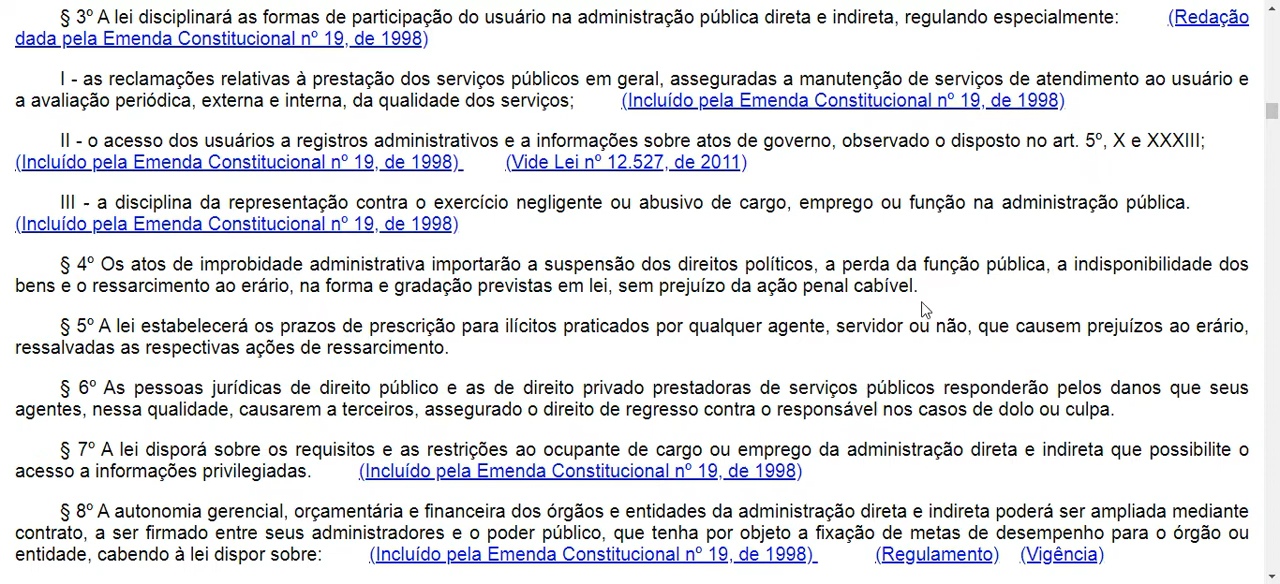 § 3º A lei disciplinará as formas de participação do usuário na administração pública direta e indireta, regulando especialmente: (Redação
dada pela Emenda Constitucional nº 19, de 1998)
I - as reclamações relativas à prestação dos serviços públicos em geral, asseguradas a manutenção de serviços de atendimento ao usuário e
a avaliação periódica, externa e interna, da qualidade dos serviços; (Incluído pela Emenda Constitucional nº 19, de 1998)
II - o acesso dos usuários a registros administrativos e a informações sobre atos de governo, observado o disposto no art. 5º, X e XXXIII;
(Incluído pela Emenda Constitucional nº 19, de 1998) (Vide Lei nº 12.527, de 2011)
III - a disciplina da representação contra o exercício negligente ou abusivo de cargo, emprego ou função na administração pública.
(Incluído pela Emenda Constitucional nº 19, de 1998)
§ 4º Os atos de improbidade administrativa importarão a suspensão dos direitos políticos, a perda da função pública, a indisponibilidade dos
bens e o ressarcimento ao erário, na forma e gradação previstas em lei, sem prejuízo da ação penal cabível.
§ 5º A lei estabelecerá os prazos de prescrição para ilícitos praticados por qualquer agente, servidor ou não, que causem prejuízos ao erário,
ressalvadas as respectivas ações de ressarcimento.
§ 6º As pessoas jurídicas de direito público e as de direito privado prestadoras de serviços públicos responderão pelos danos que seus
agentes, nessa qualidade, causarem a terceiros, assegurado o direito de regresso contra o responsável nos casos de dolo ou culpa.
§ 7º A lei disporá sobre os requisitos e as restrições ao ocupante de cargo ou emprego da administração direta e indireta que possibilite o
acesso a informações privilegiadas. (Incluído pela Emenda Constitucional nº 19, de 1998)
§ 8º A autonomia gerencial, orçamentária e financeira dos órgãos e entidades da administração direta e indireta poderá ser ampliada mediante
contrato, a ser firmado entre seus administradores e o poder público, que tenha por objeto a fixação de metas de desempenho para o órgão ou
entidade, cabendo à lei dispor sobre: (Incluído pela Emenda Constitucional nº 19, de 1998) (Regulamento) (Vigência)